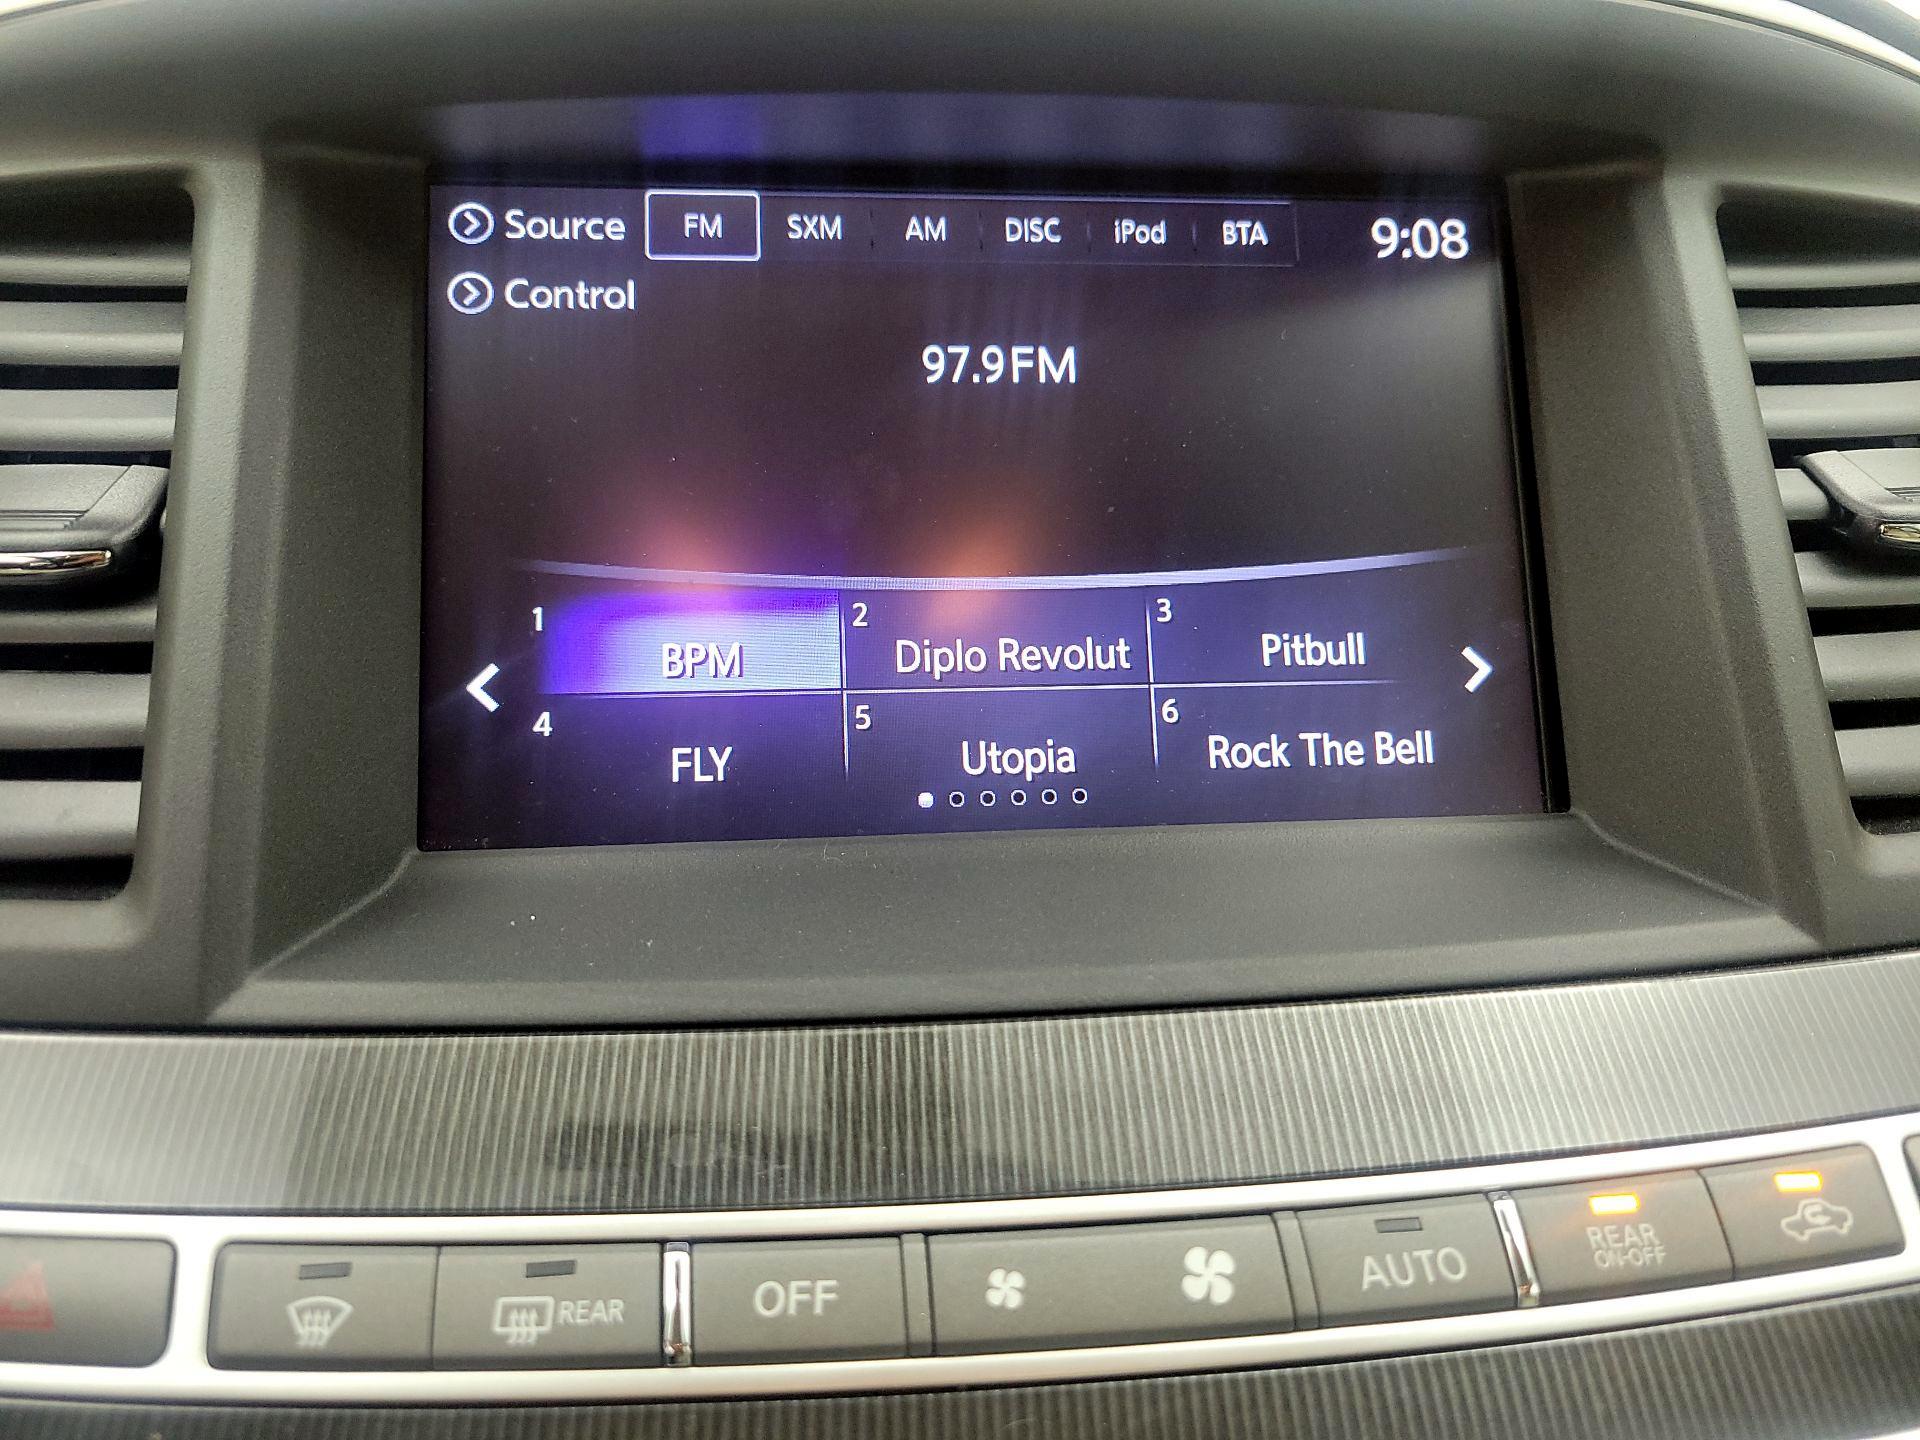 Source FM SXM AM DISC iPod BTA 9:08
Control
97.9FM
1 BPM 2 Diplo Revolut 3 Pitbull
4 FLY 5 Utopia 6 Rock The Bell
REAR OFF AUTO REAR
ON-OFF